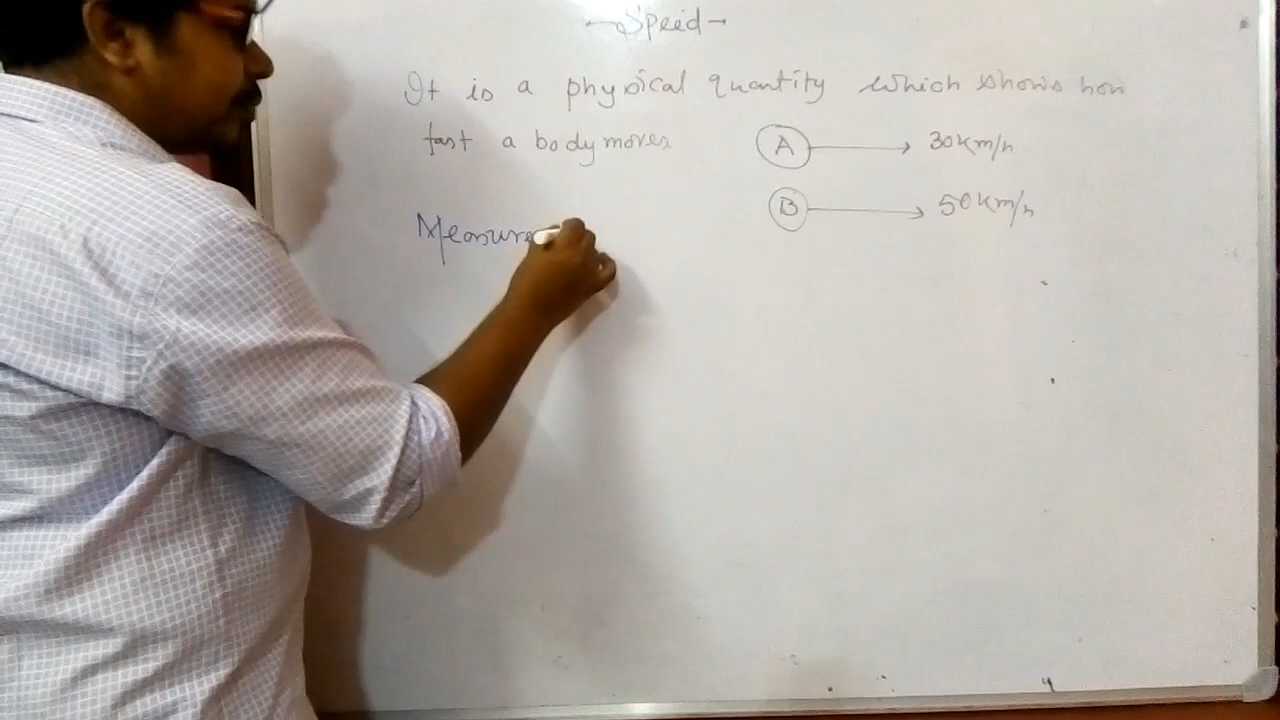 Speed
It is a physical quantity which shows how
fast a body moves
A → 30km/h
B → 50km/h
Measure